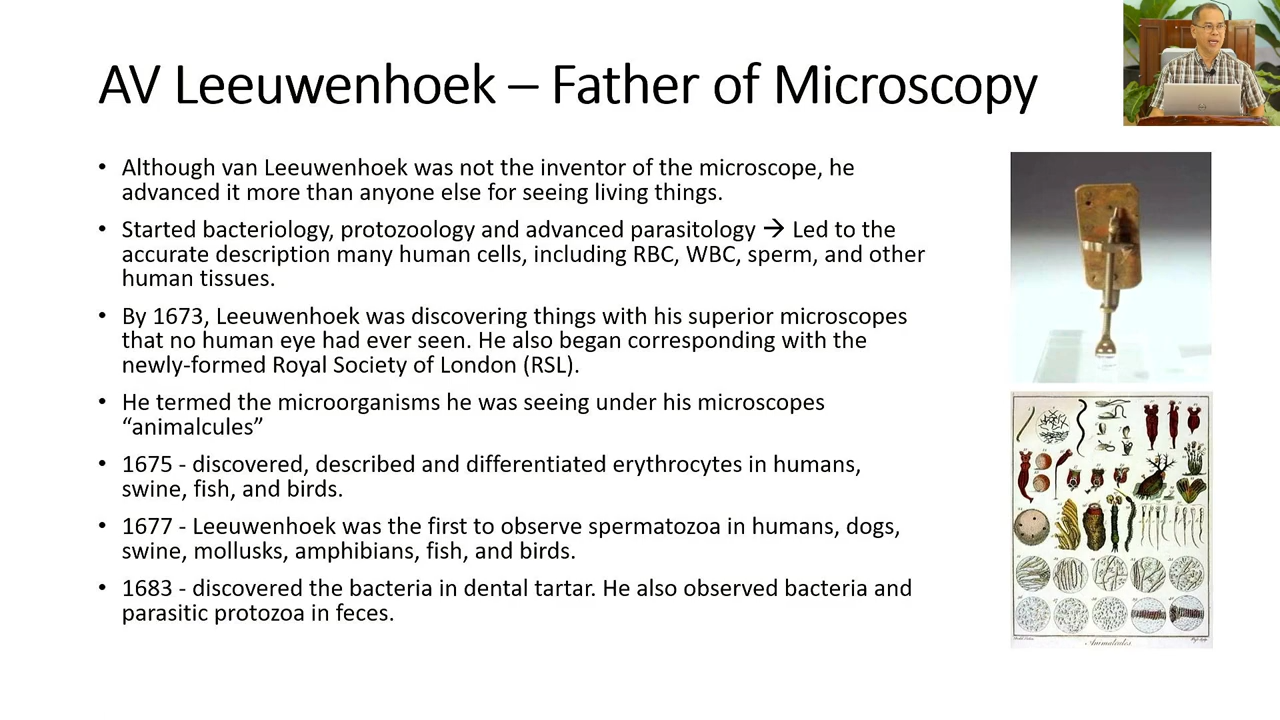 AV Leeuwenhoek – Father of Microscopy
• Although van Leeuwenhoek was not the inventor of the microscope, he
advanced it more than anyone else for seeing living things.
• Started bacteriology, protozoology and advanced parasitology → Led to the
accurate description many human cells, including RBC, WBC, sperm, and other
human tissues.
• By 1673, Leeuwenhoek was discovering things with his superior microscopes
that no human eye had ever seen. He also began corresponding with the
newly-formed Royal Society of London (RSL).
• He termed the microorganisms he was seeing under his microscopes
“animalcules”
• 1675 - discovered, described and differentiated erythrocytes in humans,
swine, fish, and birds.
• 1677 - Leeuwenhoek was the first to observe spermatozoa in humans, dogs,
swine, mollusks, amphibians, fish, and birds.
• 1683 - discovered the bacteria in dental tartar. He also observed bacteria and
parasitic protozoa in feces.
Animalcules